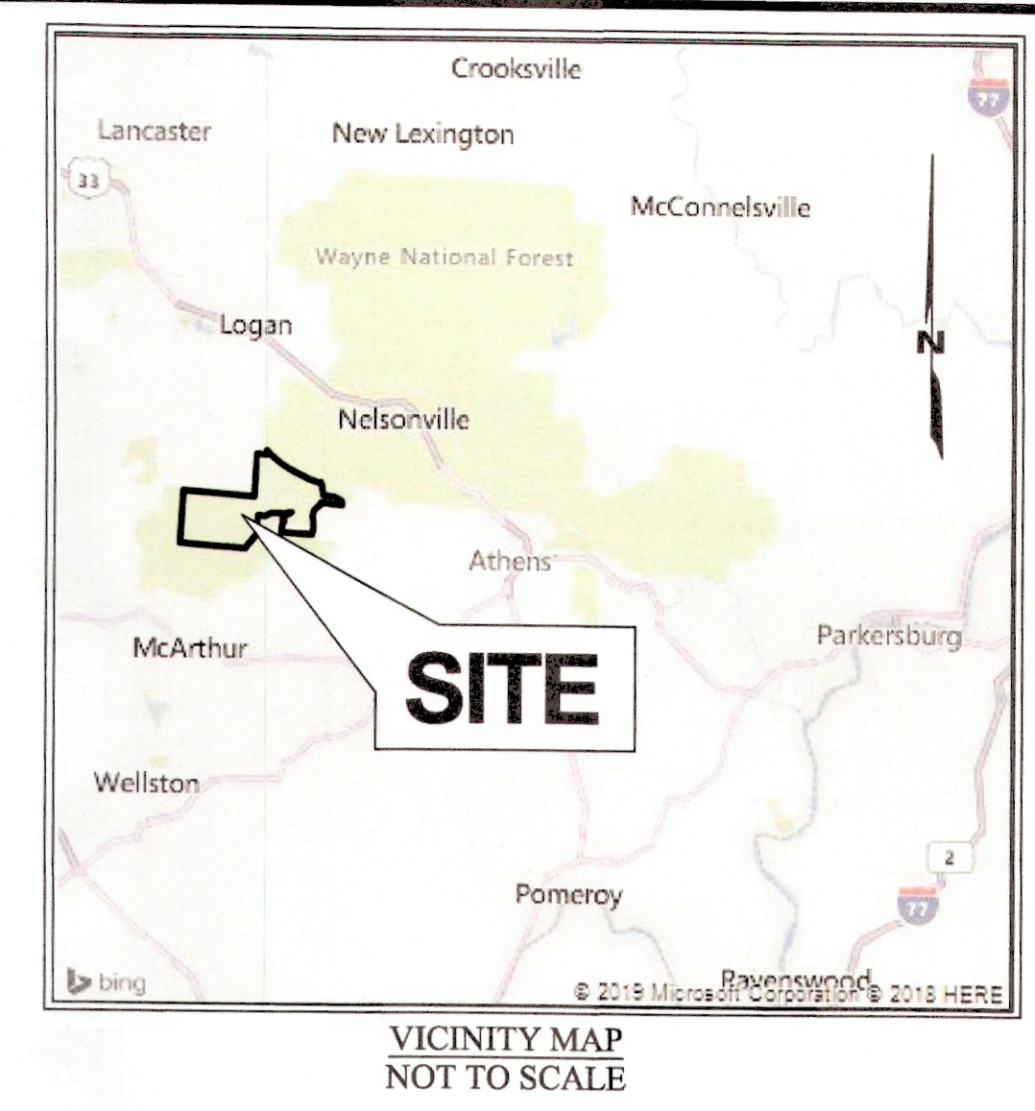 Crooksville
77
Lancaster
New Lexington
33
McConnelsville
Wayne National Forest
Logan
N
Nelsonville
Athens
Parkersburg
McArthur
SITE
Wellston
2
Pomeroy
77
Ravenswood
bing
© 2019 Microsoft Corporation © 2018 HERE
VICINITY MAP
NOT TO SCALE